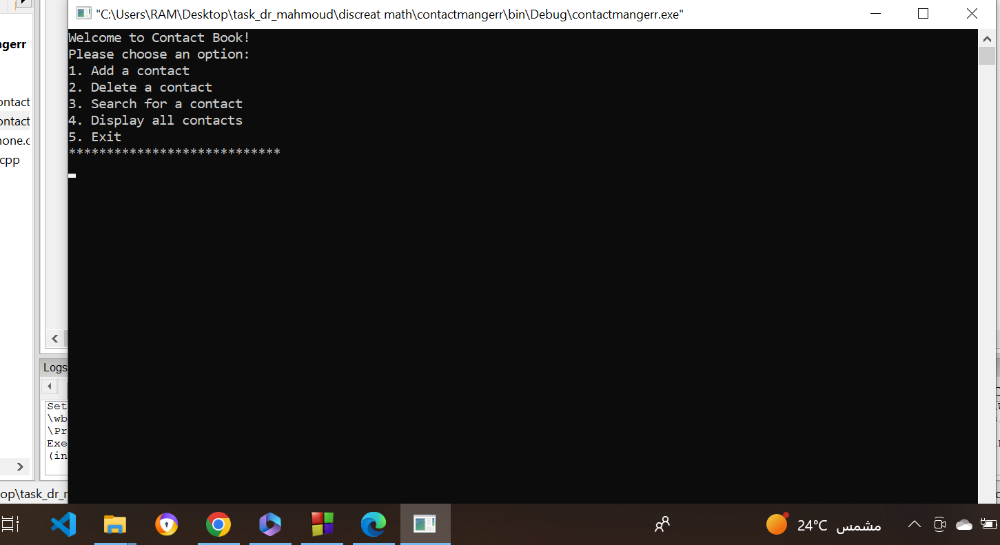 "C:\Users\RAM\Desktop\task_dr_mahmoud\discreat math\contactmangerr\bin\Debug\contactmangerr.exe"
ngerr
Welcome to Contact Book!
Please choose an option:
1. Add a contact
2. Delete a contact
3. Search for a contact
4. Display all contacts
5. Exit
****************************
ontact
ontact
none.c
cpp
Logs
Set
\wb
\Pr
Exe
(in
op\task_dr_r
24°C مشمس